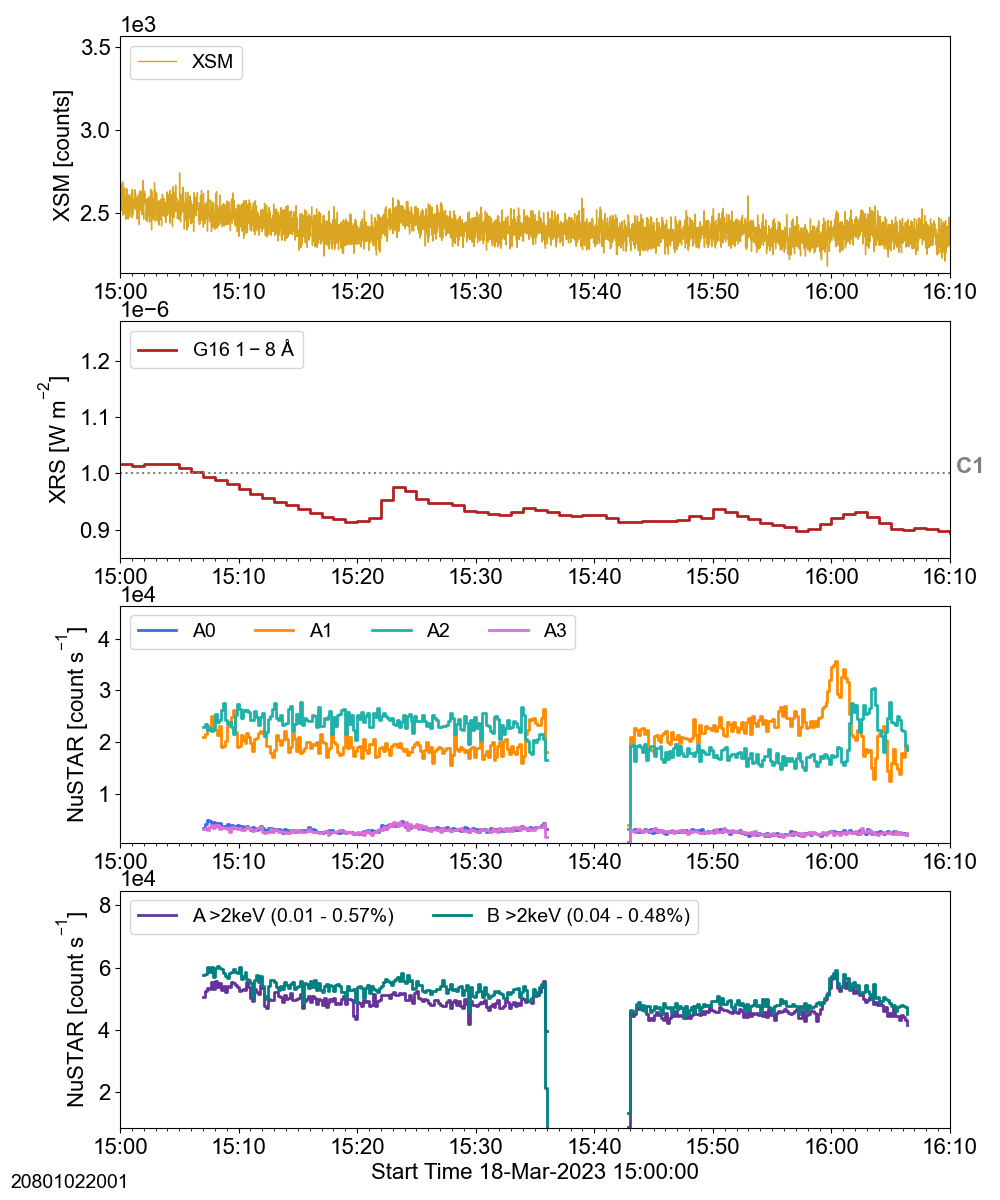 1e3
3.5
3.0
2.5
XSM [counts]
XSM
15:00 15:10 15:20 15:30 15:40 15:50 16:00 16:10
1e−6
1.2
1.1
1.0
0.9
XRS [W m−2]
G16 1 − 8 Å
C1
15:00 15:10 15:20 15:30 15:40 15:50 16:00 16:10
1e4
4
3
2
1
NuSTAR [count s−1]
A0 A1 A2 A3
15:00 15:10 15:20 15:30 15:40 15:50 16:00 16:10
1e4
8
6
4
2
NuSTAR [count s−1]
A >2keV (0.01 - 0.57%) B >2keV (0.04 - 0.48%)
15:00 15:10 15:20 15:30 15:40 15:50 16:00 16:10
Start Time 18-Mar-2023 15:00:00
20801022001